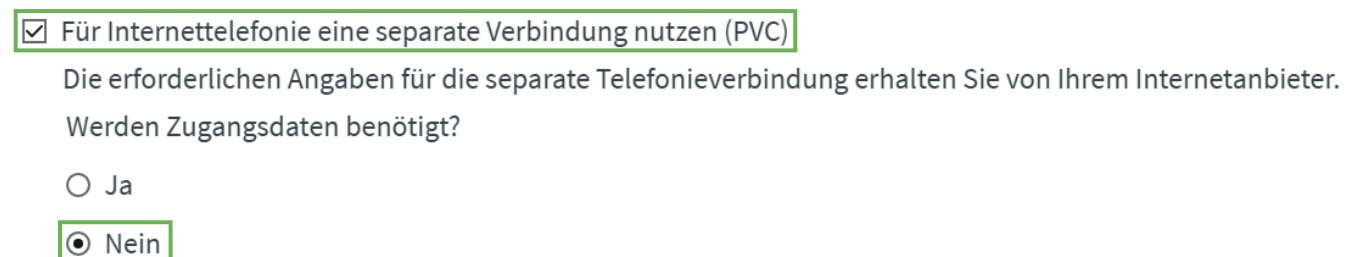 Für Internettelefonie eine separate Verbindung nutzen (PVC)
Die erforderlichen Angaben für die separate Telefonieverbindung erhalten Sie von Ihrem Internetanbieter.
Werden Zugangsdaten benötigt?
Ja
Nein